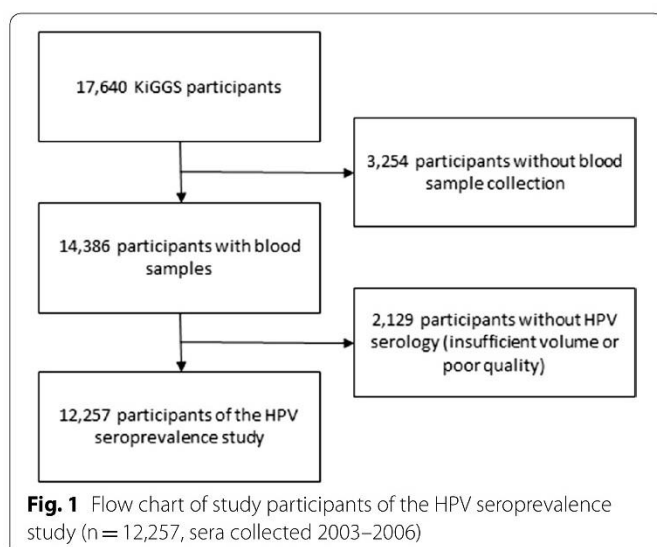 17,640 KiGGS participants
3,254 participants without blood
sample collection
14,386 participants with blood
samples
2,129 participants without HPV
serology (insufficient volume or
poor quality)
12,257 participants of the HPV
seroprevalence study
Fig. 1 Flow chart of study participants of the HPV seroprevalence
study (n = 12,257, sera collected 2003–2006)